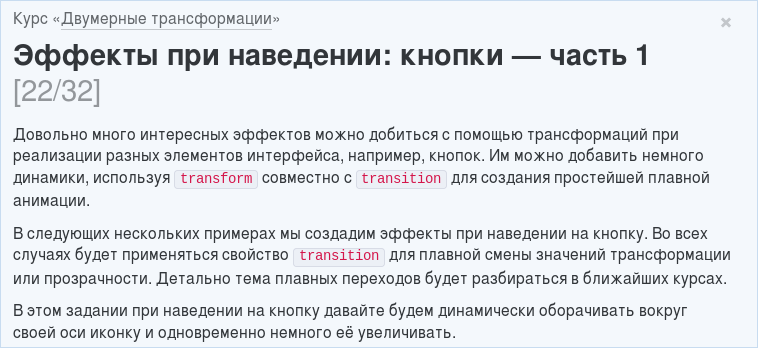 Курс «Двумерные трансформации»
×
Эффекты при наведении: кнопки — часть 1
[22/32]
Довольно много интересных эффектов можно добиться с помощью трансформаций при
реализации разных элементов интерфейса, например, кнопок. Им можно добавить немного
динамики, используя transform совместно с transition для создания простейшей плавной
анимации.
В следующих нескольких примерах мы создадим эффекты при наведении на кнопку. Во всех
случаях будет применяться свойство transition для плавной смены значений трансформации
или прозрачности. Детально тема плавных переходов будет разбираться в ближайших курсах.
В этом задании при наведении на кнопку давайте будем динамически оборачивать вокруг
своей оси иконку и одновременно немного её увеличивать.